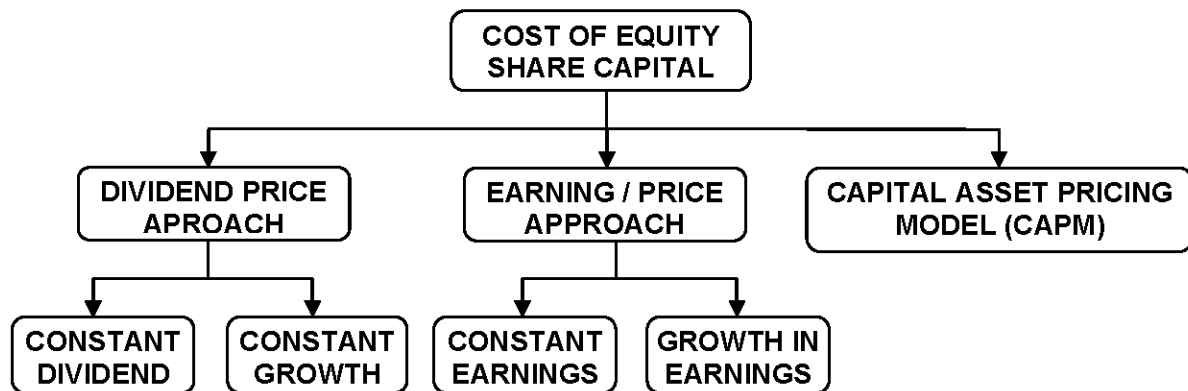 COST OF EQUITY
SHARE CAPITAL
DIVIDEND PRICE
APROACH
EARNING / PRICE
APPROACH
CAPITAL ASSET PRICING
MODEL (CAPM)
CONSTANT
DIVIDEND
CONSTANT
GROWTH
CONSTANT
EARNINGS
GROWTH IN
EARNINGS